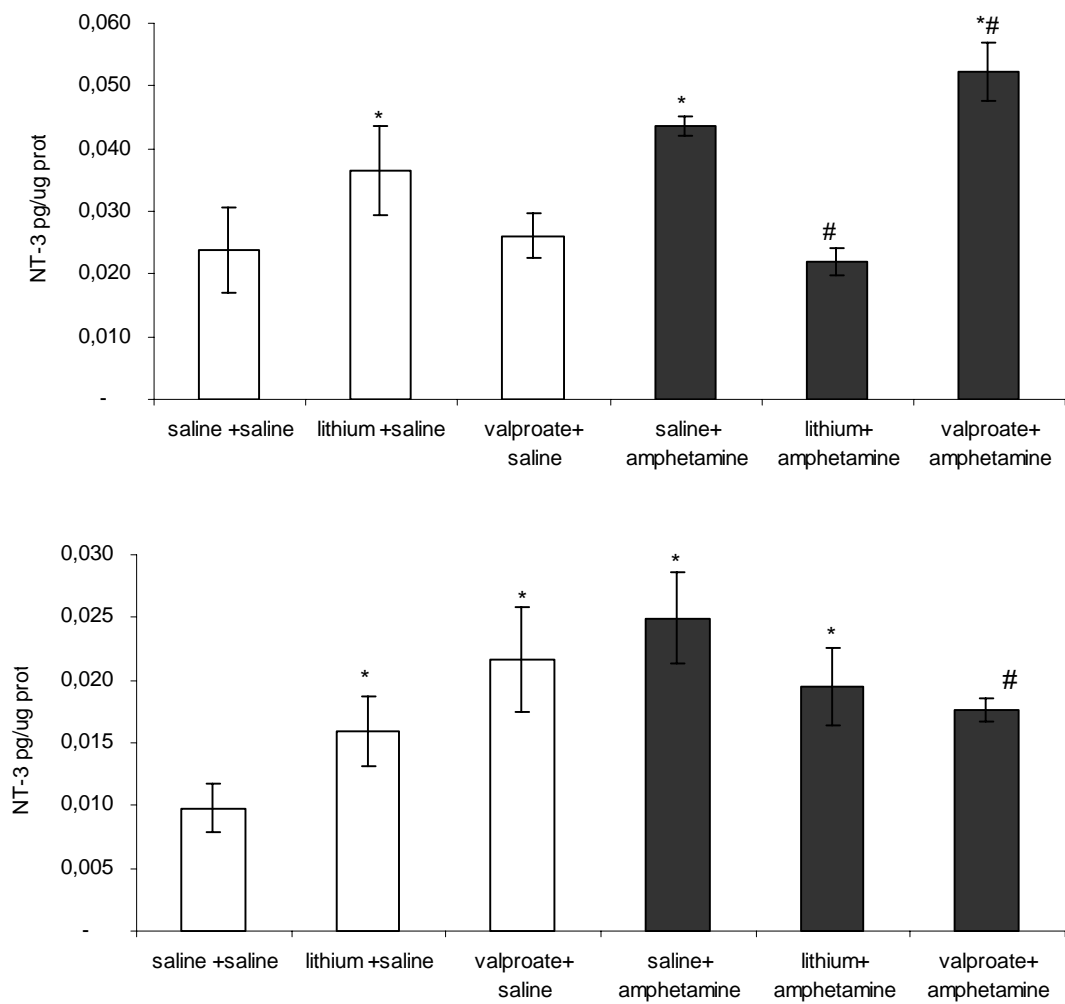 0,060
0,050
0,040
0,030
0,020
0,010
-
NT-3 pg/ug prot
*
*
#
*#
saline +saline
lithium +saline
valproate+
saline
saline+
amphetamine
lithium+
amphetamine
valproate+
amphetamine
0,030
0,025
0,020
0,015
0,010
0,005
-
NT-3 pg/ug prot
*
*
*
*
#
saline +saline
lithium +saline
valproate+
saline
saline+
amphetamine
lithium+
amphetamine
valproate+
amphetamine